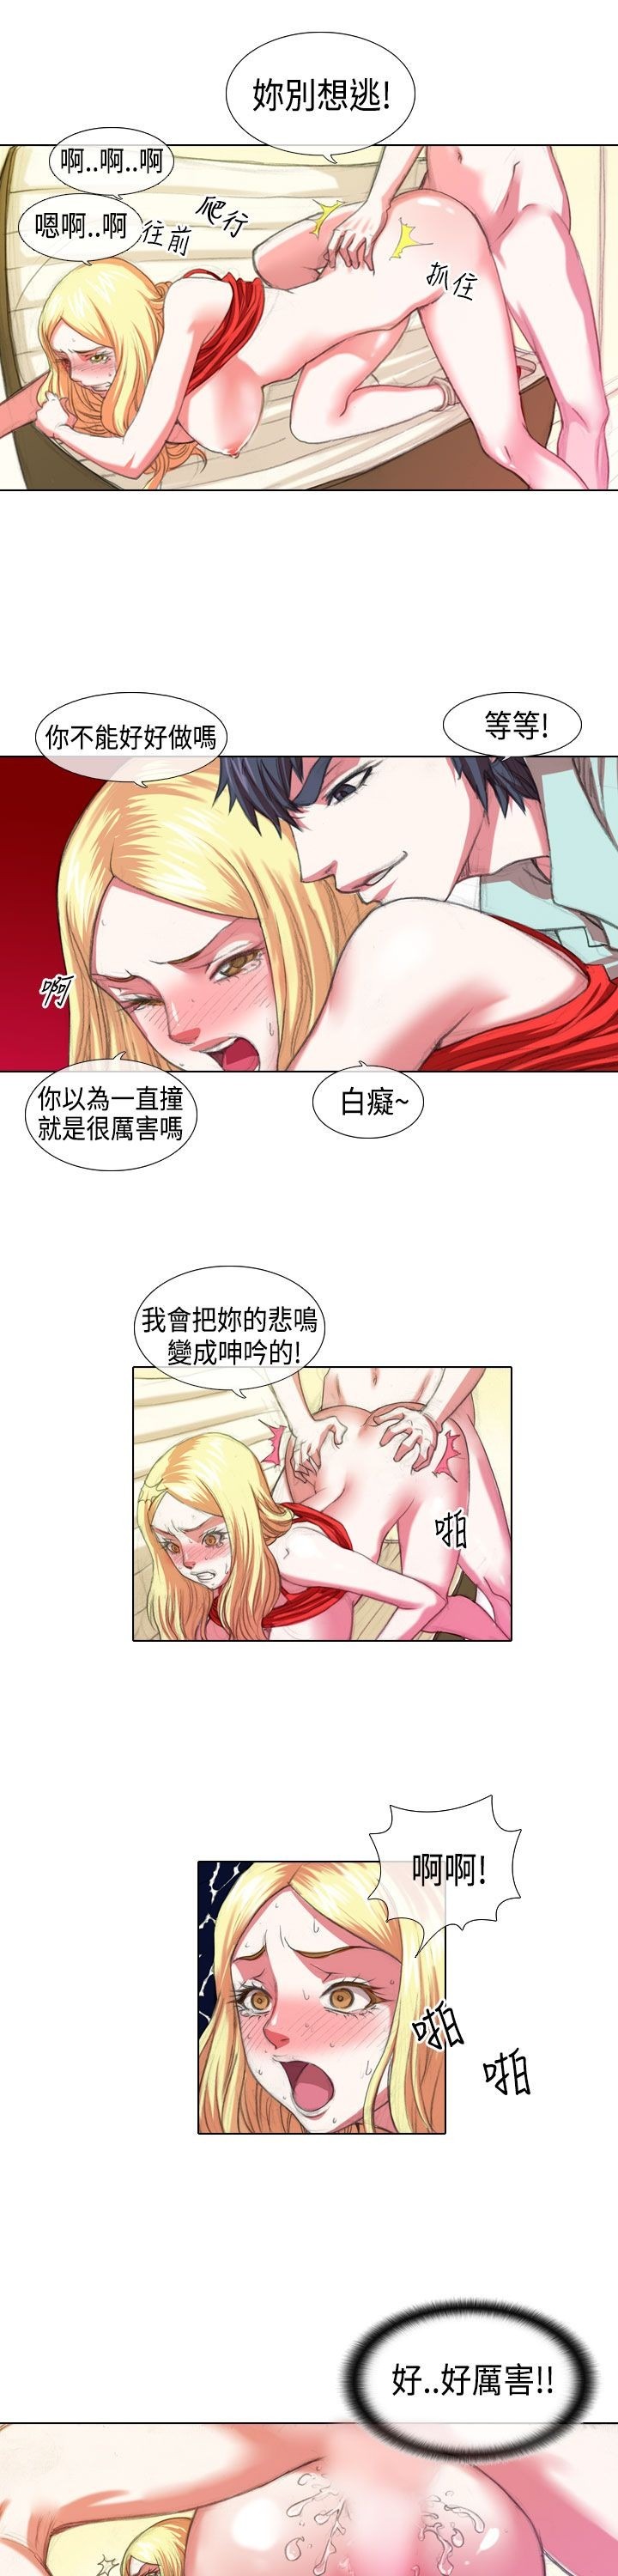 妳別想逃!
啊..啊..啊
嗯啊..啊
往前
爬行
抓住
你不能好好做嗎
等等!
啊
你以為一直撞
就是很厲害嗎
白癡~
我會把妳的悲鳴
變成呻吟的!
啪
啊啊!
啪
啪
好..好厲害!!